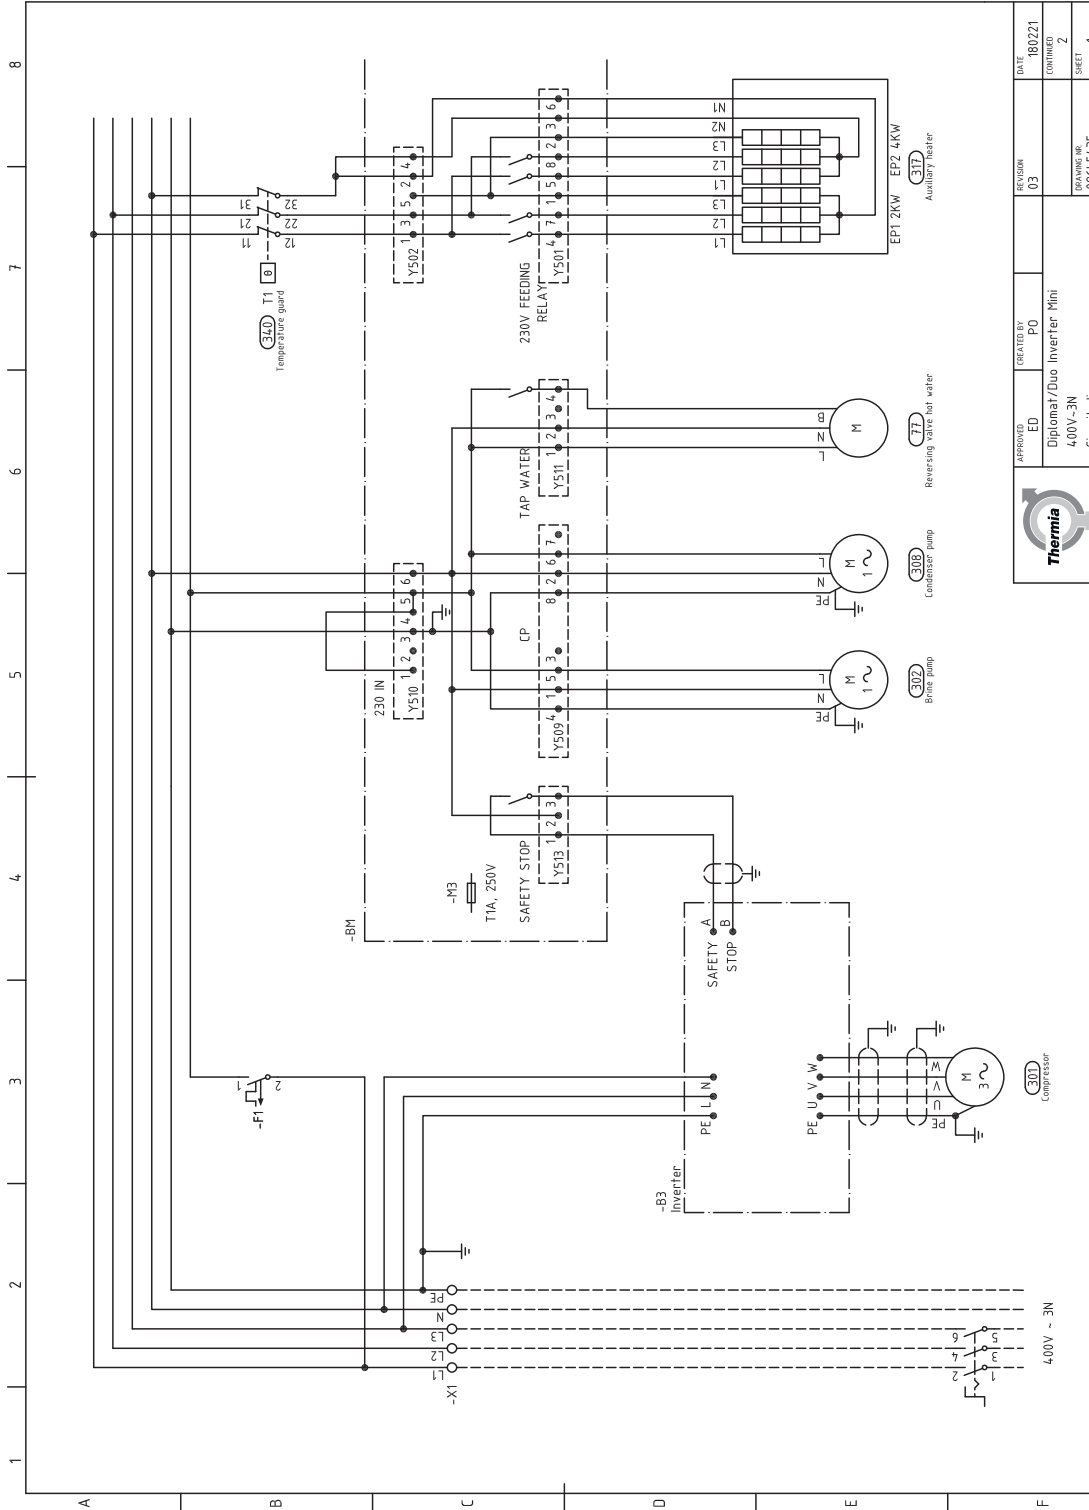 1 2 3 4 5 6 7 8
A
B
C
D
E
F
-F1
1
2
340 T1
θ
Temperature guard
11 21 31
12 22 32
-BM
230 IN
1 2 3 4 5 6
Y510
1 3 5 2 4
Y502
-M3
T1A, 250V
SAFETY STOP
1 2 3
Y513
CP
4 1 5 3
Y509
8 2 6 7
TAP WATER
1 2 3 4
Y511
230V FEEDING
RELAY
4 7 1 5 8 2 3 6
Y501
-X1
L1 L2 L3 N PE
-B3
Inverter
PE L N
SAFETY A
STOP B
PE U V W
PE U V W
M
3
301
Compressor
PE N L
M
1
302
Brine pump
PE N L
M
1
308
Condenser pump
L N B
M
77
Reversing valve hot water
L1 L2 L3 L1 L2 L3 N2 N1
EP1 2KW EP2 4KW
317
Auxiliary heater
2 4 6
1 3 5
400V ~ 3N
Thermia
APPROVED
ED
CREATED BY
PO
REVISION
03
DATE
180221
Diplomat/Duo Inverter Mini
400V~3N
CONTINUED
2
DRAWING NR.
SHEET